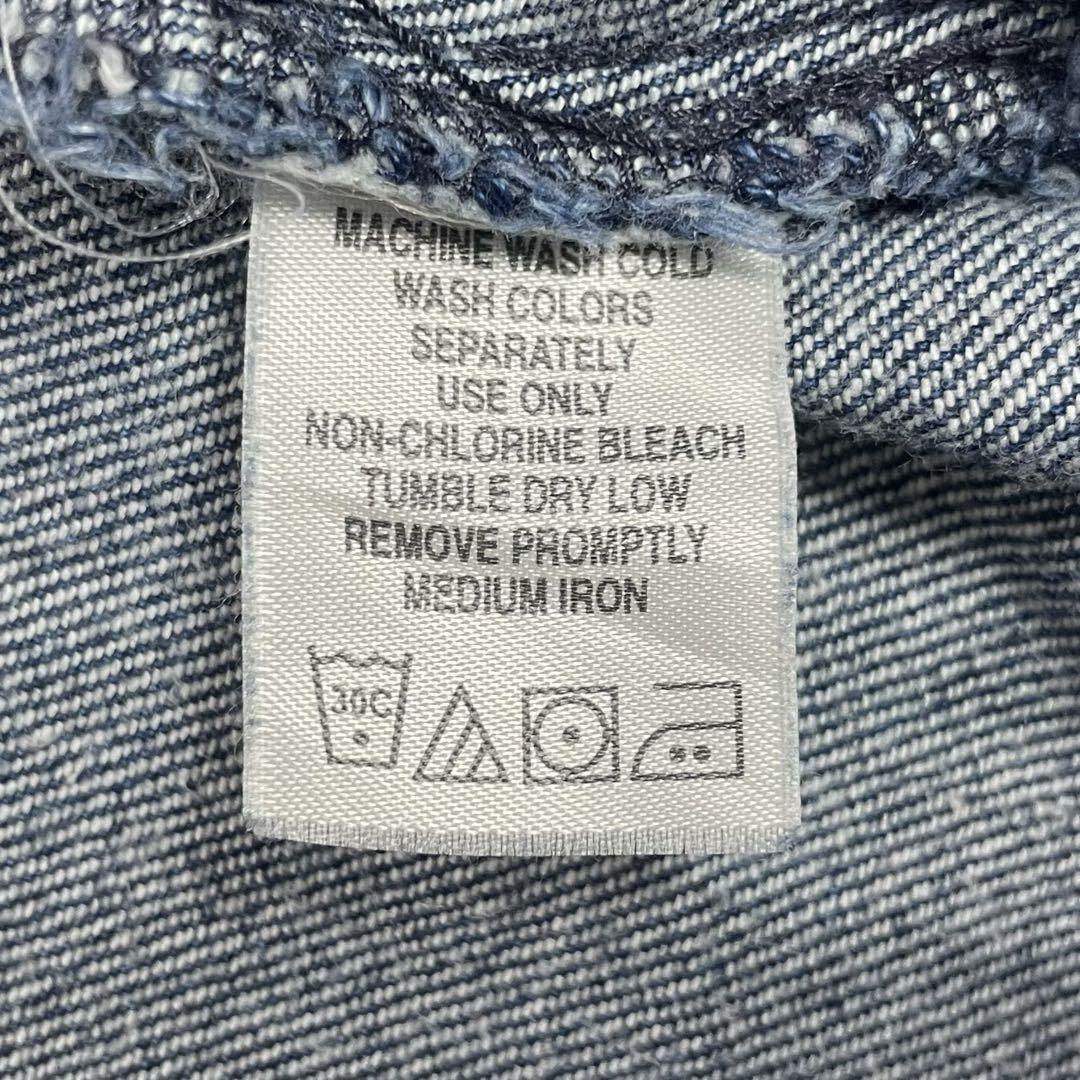 MACHINE WASH COLD
WASH COLORS
SEPARATELY
USE ONLY
NON-CHLORINE BLEACH
TUMBLE DRY LOW
REMOVE PROMPTLY
MEDIUM IRON
30C